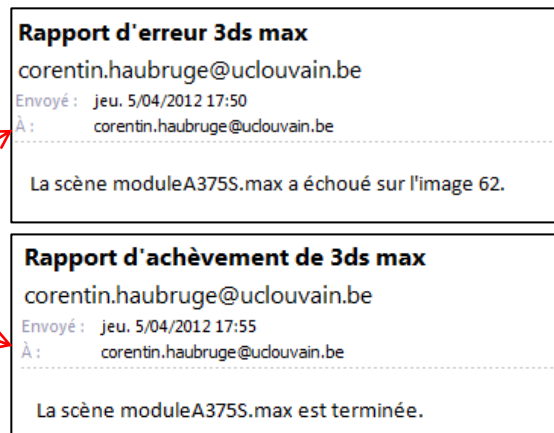 Rapport d'erreur 3ds max
corentin.haubruge@uclouvain.be
Envoyé : jeu. 5/04/2012 17:50
À : corentin.haubruge@uclouvain.be
La scène moduleA375S.max a échoué sur l'image 62.
Rapport d'achèvement de 3ds max
corentin.haubruge@uclouvain.be
Envoyé : jeu. 5/04/2012 17:55
À : corentin.haubruge@uclouvain.be
La scène moduleA375S.max est terminée.